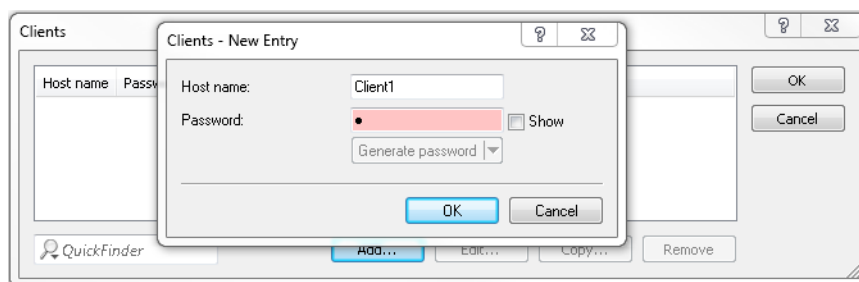 Clients
Clients - New Entry
Host name
Passw
Host name:
Client1
Password:
●
Show
Generate password
OK
Cancel
OK
Cancel
QuickFinder
Add...
Edit...
Copy...
Remove